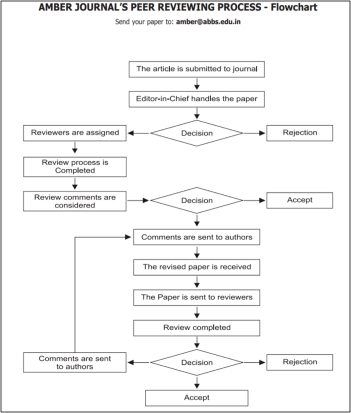 AMBER JOURNAL'S PEER REVIEWING PROCESS - Flowchart
Send your paper to: amber@abbs.edu.in
The article is submitted to journal
Editor-in-Chief handles the paper
Reviewers are assigned
Decision
Rejection
Review process is
Completed
Review comments are
considered
Decision
Accept
Comments are sent to authors
The revised paper is received
The Paper is sent to reviewers
Review completed
Comments are sent
to authors
Decision
Rejection
Accept